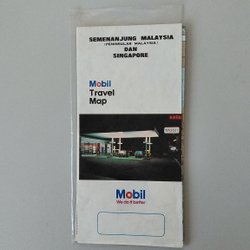 SEMENANJUNG MALAYSIA
(PENINSULAR MALAYSIA)
DAN
SINGAPORE
Mobil
Travel
Map
Mobil
Mobil
We do it better